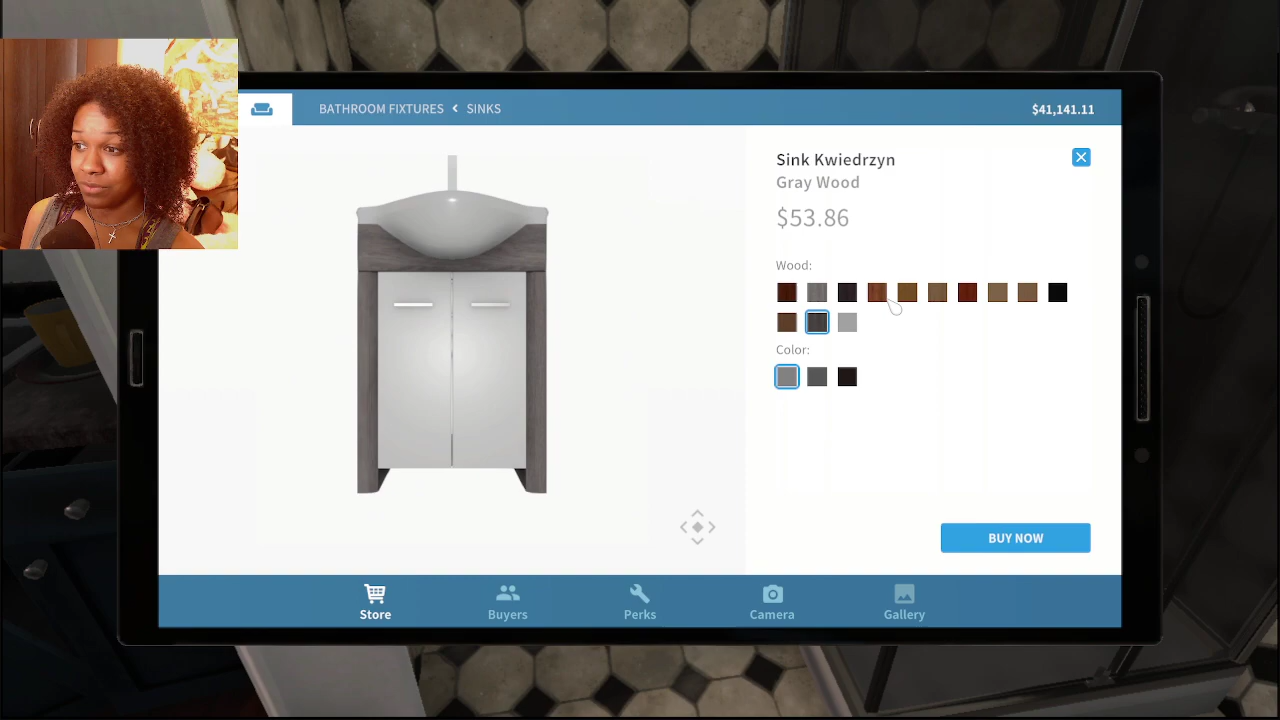 BATHROOM FIXTURES < SINKS
$41,141.11
Sink Kwiedrzyn
Gray Wood
$53.86
Wood:
Color:
BUY NOW
Store
Buyers
Perks
Camera
Gallery